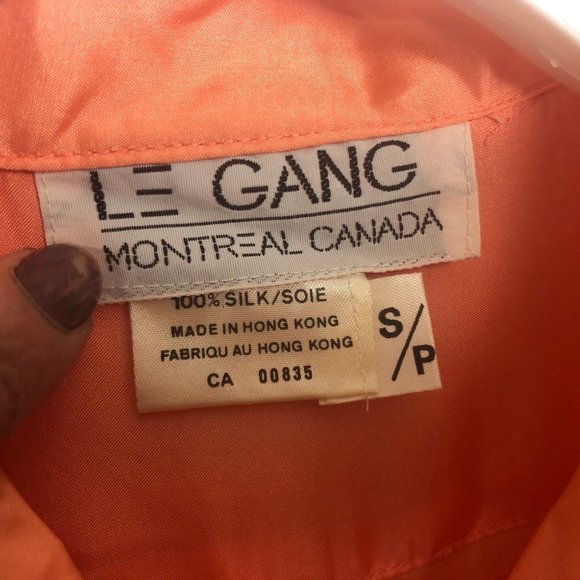 LE GANG
MONTREAL CANADA
100% SILK/SOIE
MADE IN HONG KONG
FABRIQU AU HONG KONG
CA 00835
S/P